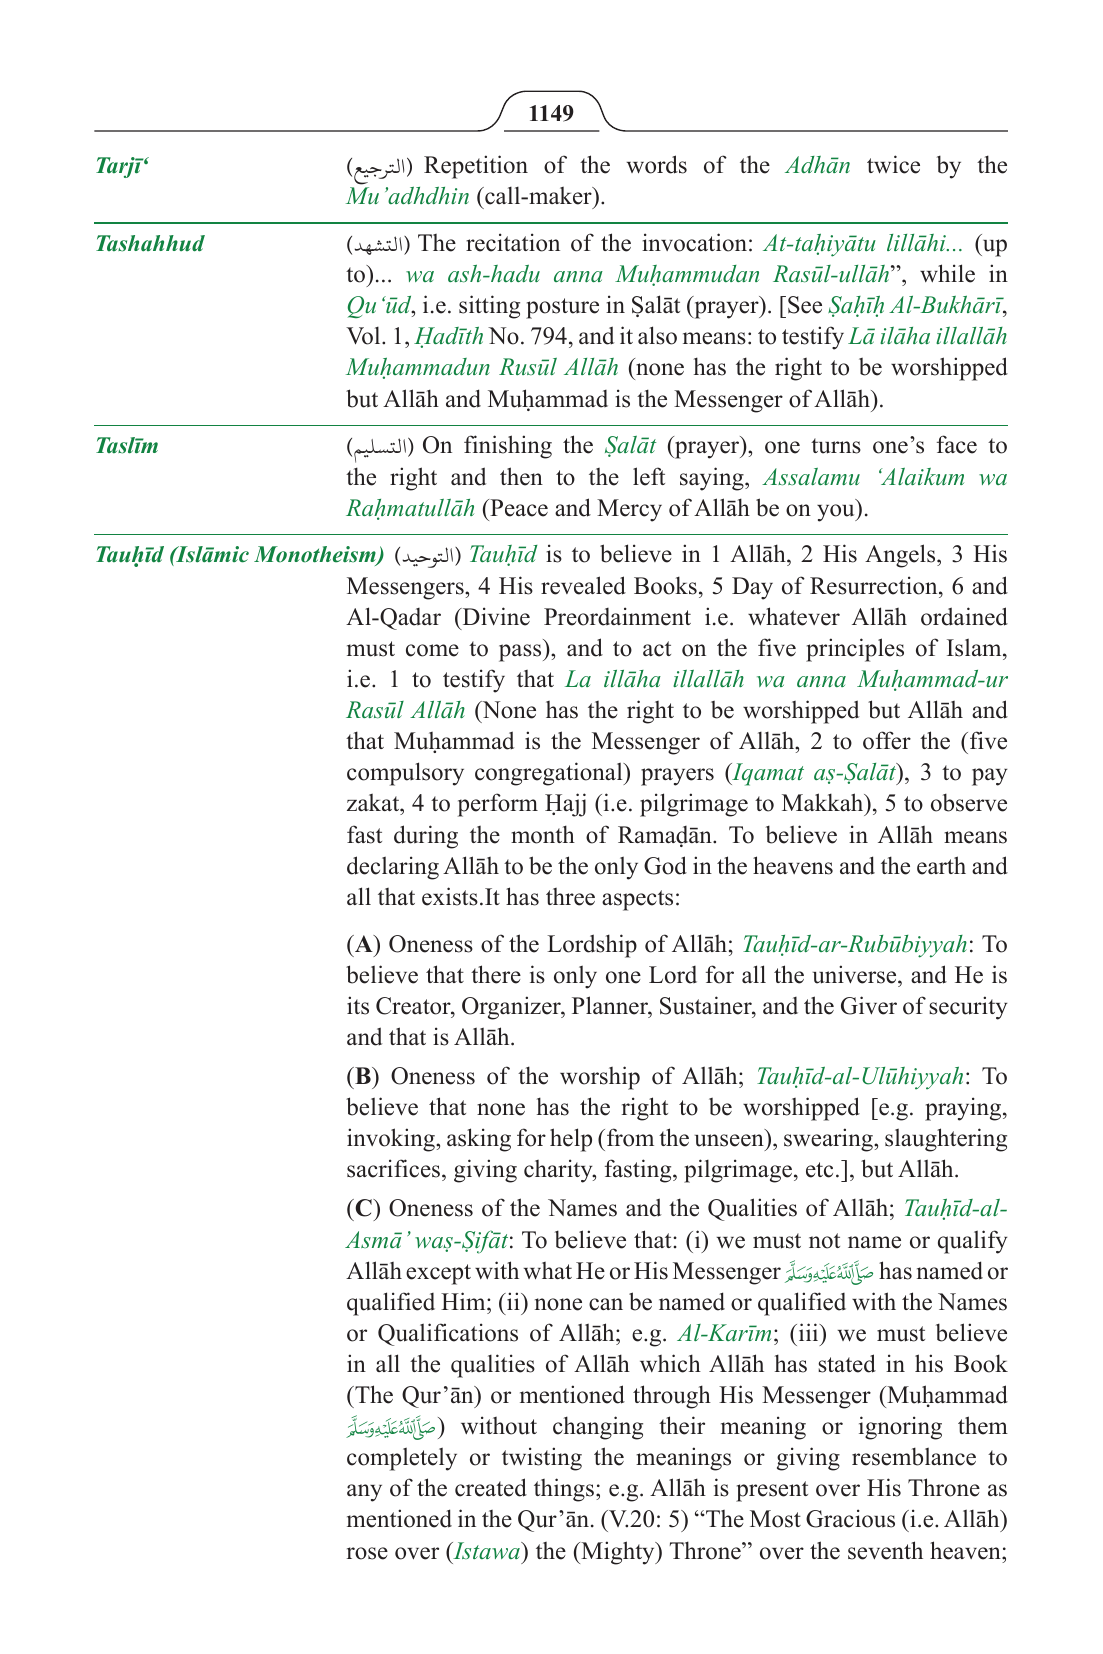 1149
Tarjī‘ (الترجيع) Repetition of the words of the Adhān twice by the
Mu’adhdhin (call-maker).
Tashahhud (التشهد) The recitation of the invocation: At-taḥiyātu lillāhi... (up
to)... wa ash-hadu anna Muḥammudan Rasūl-ullāh”, while in
Qu‘ūd, i.e. sitting posture in Ṣalāt (prayer). [See Ṣaḥīḥ Al-Bukhārī,
Vol. 1, Ḥadīth No. 794, and it also means: to testify Lā ilāha illallāh
Muḥammadun Rusūl Allāh (none has the right to be worshipped
but Allāh and Muḥammad is the Messenger of Allāh).
Taslīm (التسليم) On finishing the Ṣalāt (prayer), one turns one’s face to
the right and then to the left saying, Assalamu ‘Alaikum wa
Raḥmatullāh (Peace and Mercy of Allāh be on you).
Tauḥīd (Islāmic Monotheism) (التوحيد) Tauḥīd is to believe in 1 Allāh, 2 His Angels, 3 His
Messengers, 4 His revealed Books, 5 Day of Resurrection, 6 and
Al-Qadar (Divine Preordainment i.e. whatever Allāh ordained
must come to pass), and to act on the five principles of Islam,
i.e. 1 to testify that La illāha illallāh wa anna Muḥammad-ur
Rasūl Allāh (None has the right to be worshipped but Allāh and
that Muḥammad is the Messenger of Allāh, 2 to offer the (five
compulsory congregational) prayers (Iqamat aṣ-Ṣalāt), 3 to pay
zakat, 4 to perform Ḥajj (i.e. pilgrimage to Makkah), 5 to observe
fast during the month of Ramaḍān. To believe in Allāh means
declaring Allāh to be the only God in the heavens and the earth and
all that exists.It has three aspects:
(A) Oneness of the Lordship of Allāh; Tauḥīd-ar-Rubūbiyyah: To
believe that there is only one Lord for all the universe, and He is
its Creator, Organizer, Planner, Sustainer, and the Giver of security
and that is Allāh.
(B) Oneness of the worship of Allāh; Tauḥīd-al-Ulūhiyyah: To
believe that none has the right to be worshipped [e.g. praying,
invoking, asking for help (from the unseen), swearing, slaughtering
sacrifices, giving charity, fasting, pilgrimage, etc.], but Allāh.
(C) Oneness of the Names and the Qualities of Allāh; Tauḥīd-al-
Asmā’ waṣ-Ṣifāt: To believe that: (i) we must not name or qualify
Allāh except with what He or His Messenger صَلَّى اللَّهُ عَلَيْهِ وَسَلَّمَ has named or
qualified Him; (ii) none can be named or qualified with the Names
or Qualifications of Allāh; e.g. Al-Karīm; (iii) we must believe
in all the qualities of Allāh which Allāh has stated in his Book
(The Qur’ān) or mentioned through His Messenger (Muḥammad
صَلَّى اللَّهُ عَلَيْهِ وَسَلَّمَ) without changing their meaning or ignoring them
completely or twisting the meanings or giving resemblance to
any of the created things; e.g. Allāh is present over His Throne as
mentioned in the Qur’ān. (V.20: 5) “The Most Gracious (i.e. Allāh)
rose over (Istawa) the (Mighty) Throne” over the seventh heaven;